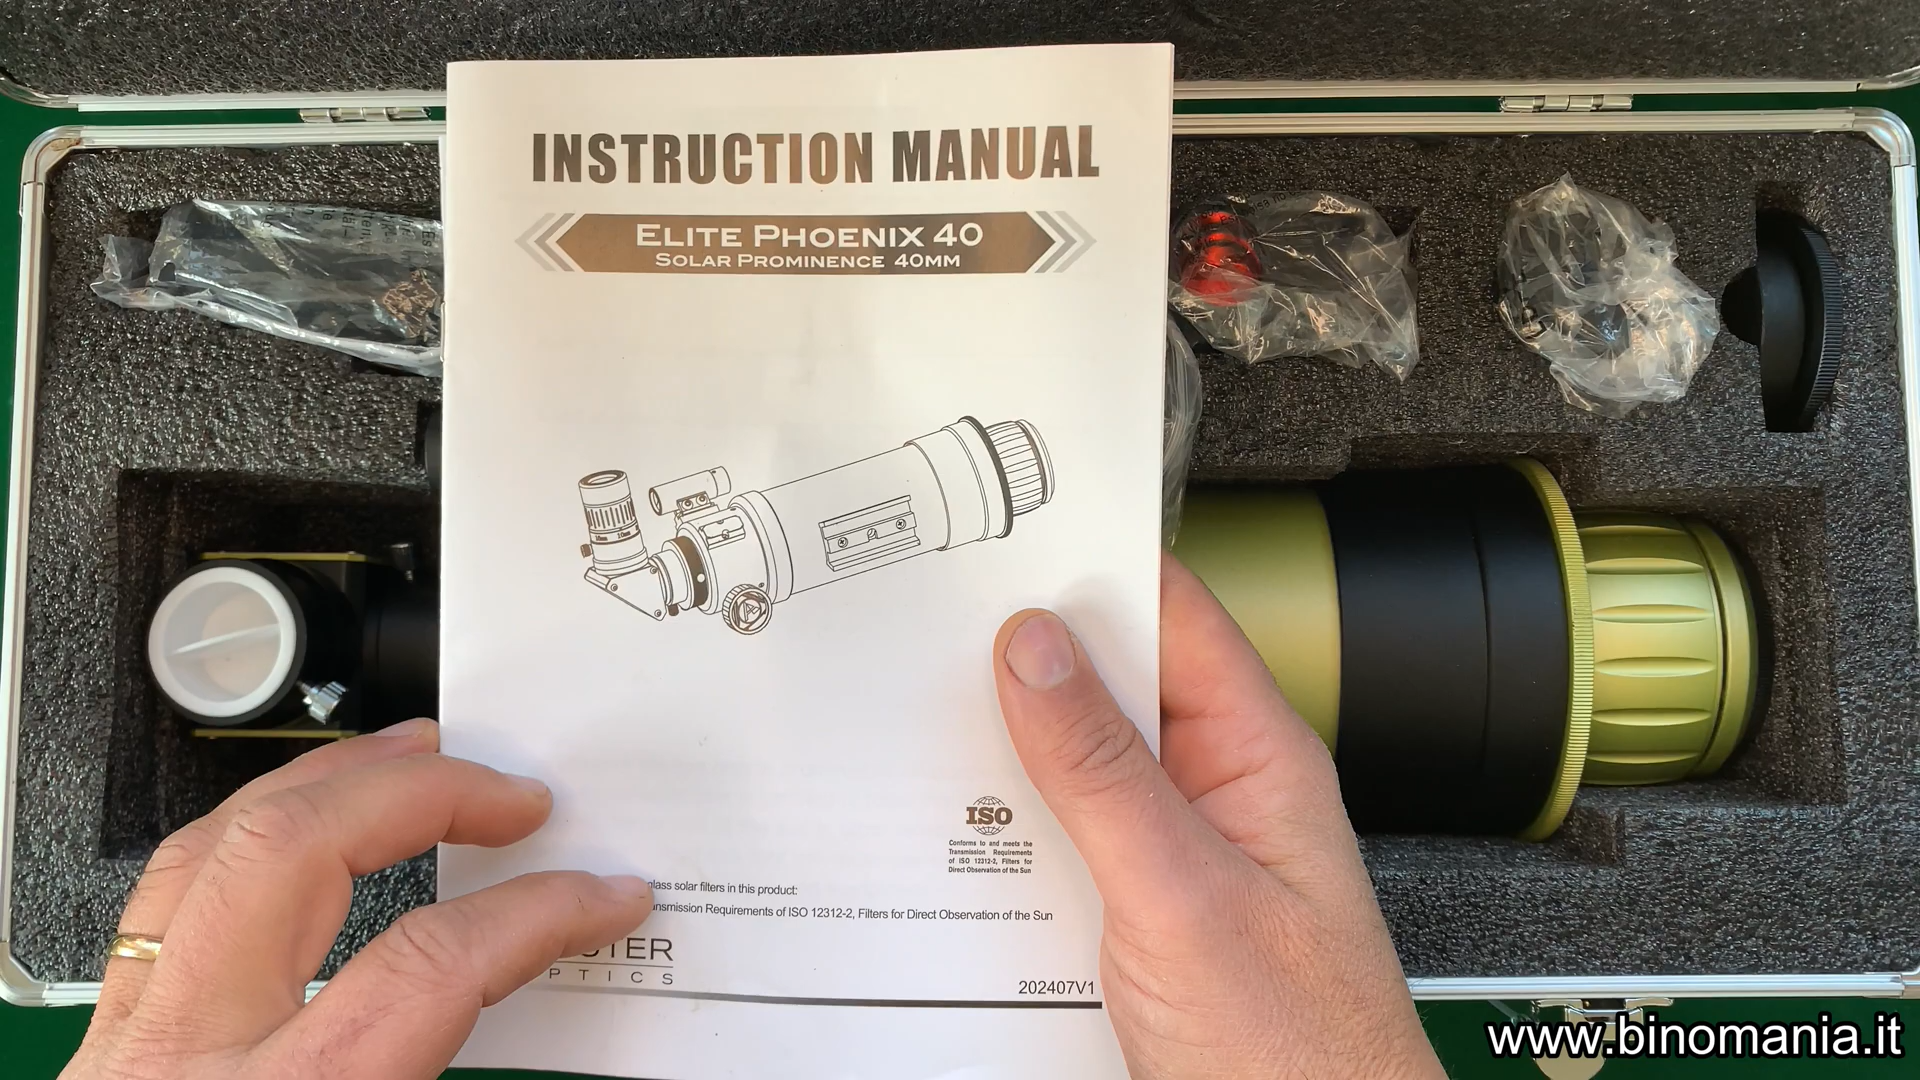 INSTRUCTION MANUAL
ELITE PHOENIX 40
SOLAR PROMINENCE 40MM
ISO
Conforms to and meets the
Transmission Requirements
of ISO 12312-2, Filters for
Direct Observation of the Sun
solar filters in this product:
Requirements of ISO 12312-2, Filters for Direct Observation of the Sun
202407V1
www.binomania.it